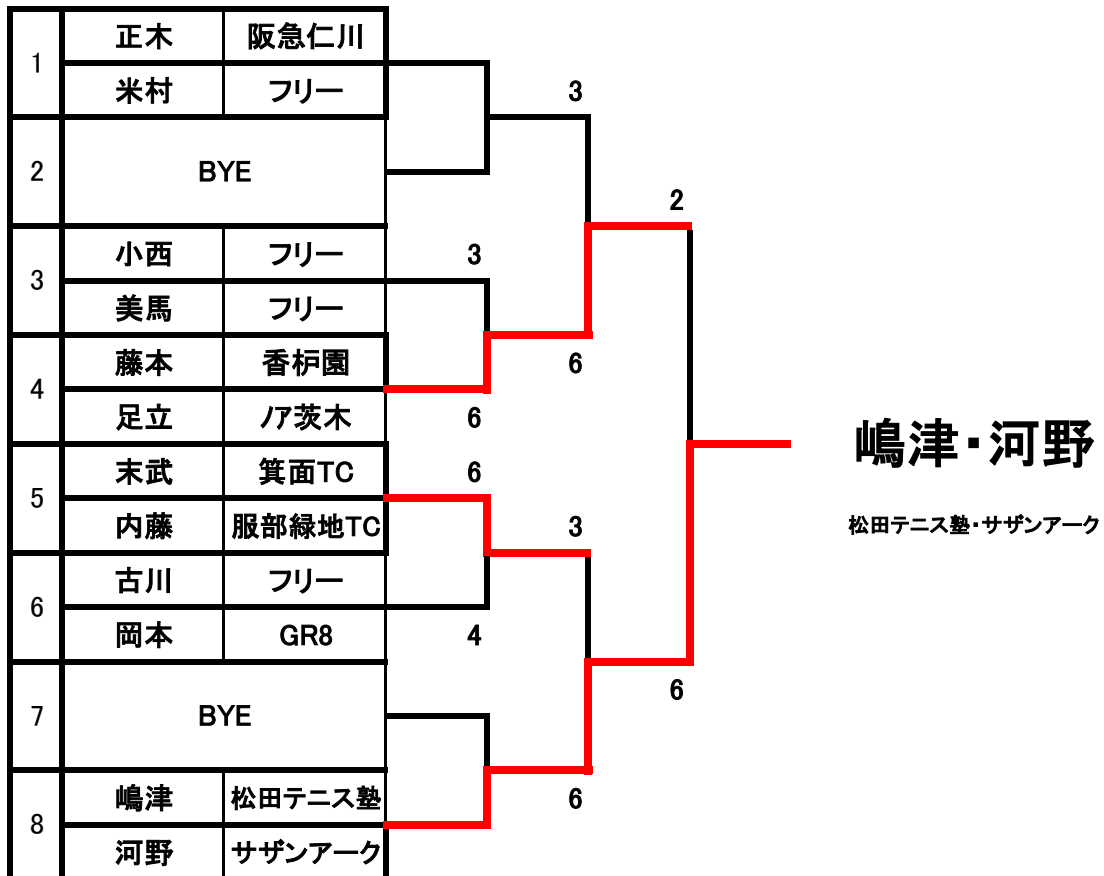 1 正木 阪急仁川
米村 フリー
3
2 BYE
2
3 小西 フリー 3
美馬 フリー
4 藤本 香枦園 6
足立 ノア茨木 6
5 末武 箕面TC 6
内藤 服部緑地TC 3
嶋津・河野
松田テニス塾・サザンアーク
6 古川 フリー
岡本 GR8 4
6
7 BYE
8 嶋津 松田テニス塾 6
河野 サザンアーク